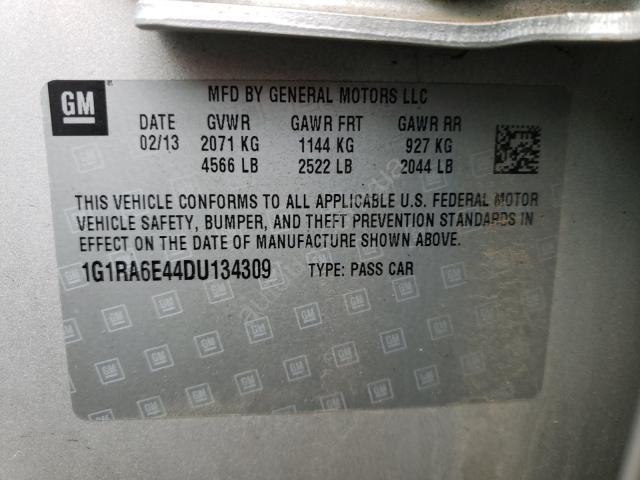 GM
MFD BY GENERAL MOTORS LLC
DATE GVWR GAWR FRT GAWR RR
02/13 2071 KG 1144 KG 927 KG
4566 LB 2522 LB 2044 LB
THIS VEHICLE CONFORMS TO ALL APPLICABLE U.S. FEDERAL MOTOR
VEHICLE SAFETY, BUMPER, AND THEFT PREVENTION STANDARDS IN
EFFECT ON THE DATE OF MANUFACTURE SHOWN ABOVE.
1G1RA6E44DU134309 TYPE: PASS CAR